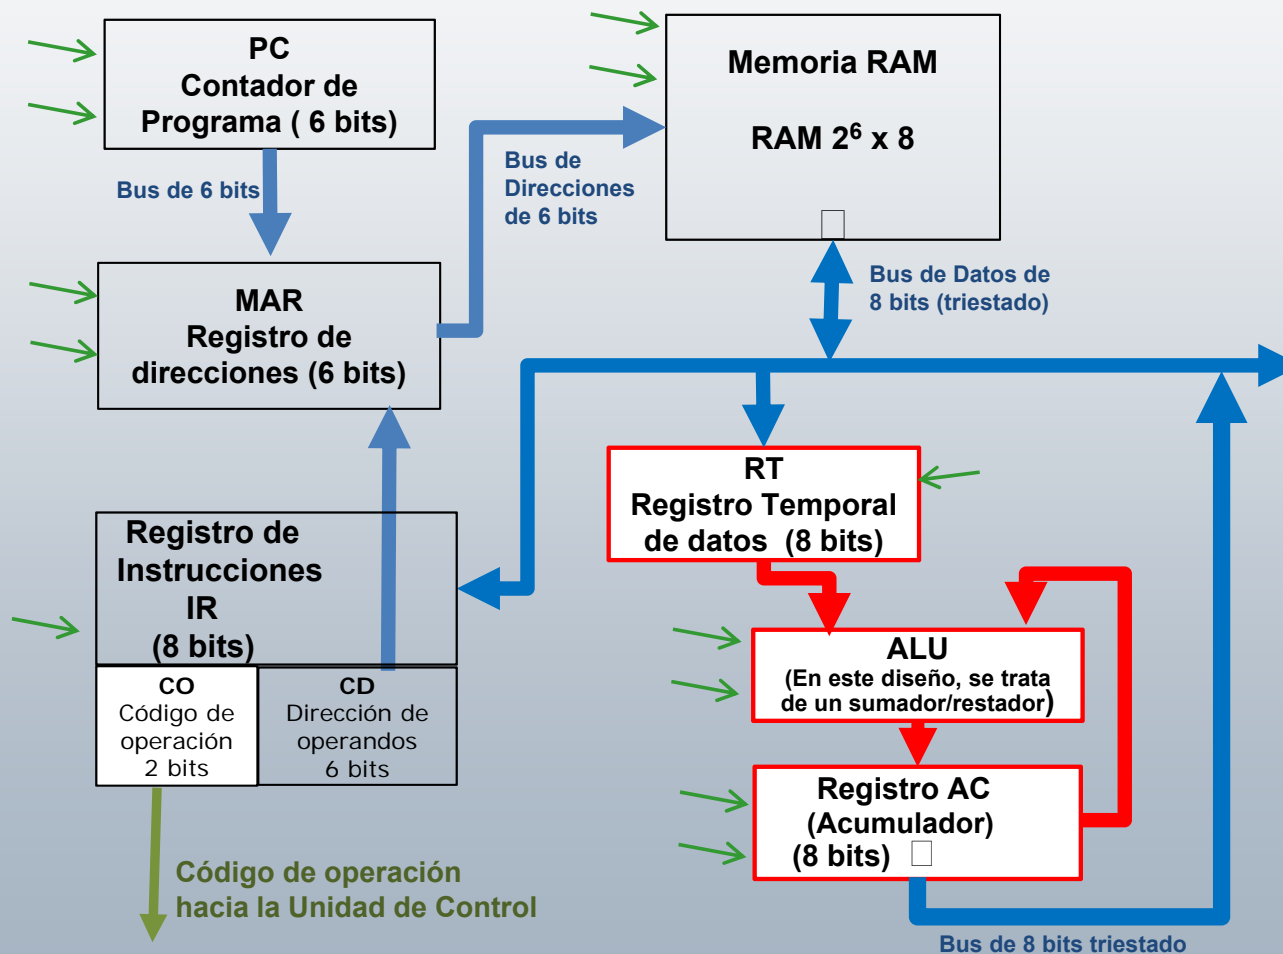 PC
Contador de
Programa ( 6 bits)
Bus de 6 bits
Memoria RAM
RAM 2⁶ x 8
Bus de
Direcciones
de 6 bits
MAR
Registro de
direcciones (6 bits)
Bus de Datos de
8 bits (triestado)
RT
Registro Temporal
de datos (8 bits)
Registro de
Instrucciones
IR
(8 bits)
CO
Código de
operación
2 bits
CD
Dirección de
operandos
6 bits
ALU
(En este diseño, se trata
de un sumador/restador)
Registro AC
(Acumulador)
(8 bits)
Código de operación
hacia la Unidad de Control
Bus de 8 bits triestado